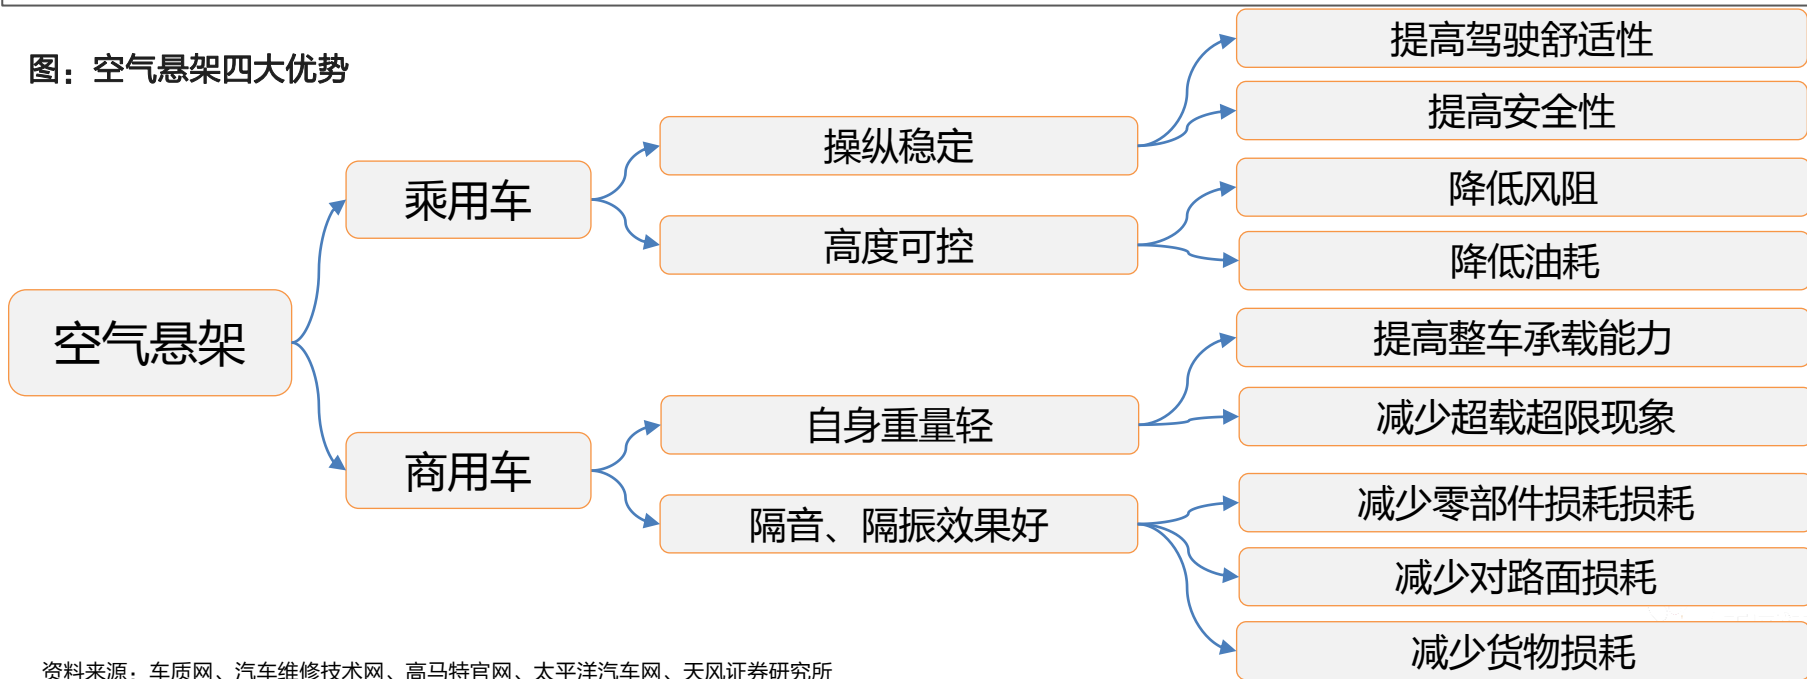 图：空气悬架四大优势
空气悬架
乘用车
操纵稳定
提高驾驶舒适性
提高安全性
高度可控
降低风阻
降低油耗
商用车
自身重量轻
提高整车承载能力
减少超载超限现象
隔音、隔振效果好
减少零部件损耗损耗
减少对路面损耗
减少货物损耗
资料来源：车质网、汽车维修技术网、高马特官网、太平洋汽车网、天风证券研究所